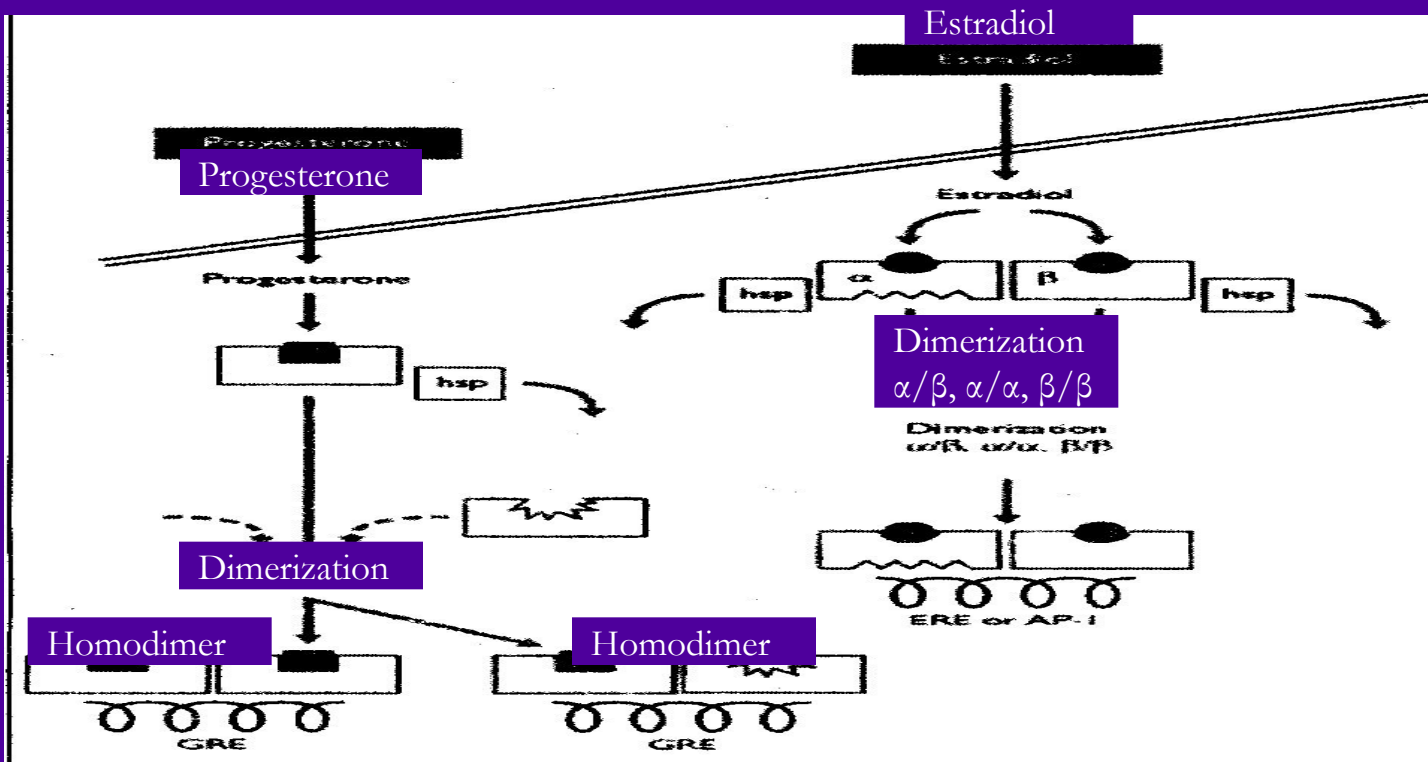 Estradiol
Estradiol
Progesterone
Progesterone
Estradiol
Progesterone
α
β
hsp
hsp
Dimerization
α/β, α/α, β/β
hsp
Dimerization
α/β, α/α, β/β
Dimerization
Homodimer
Homodimer
ERE or AP-1
GRE
GRE